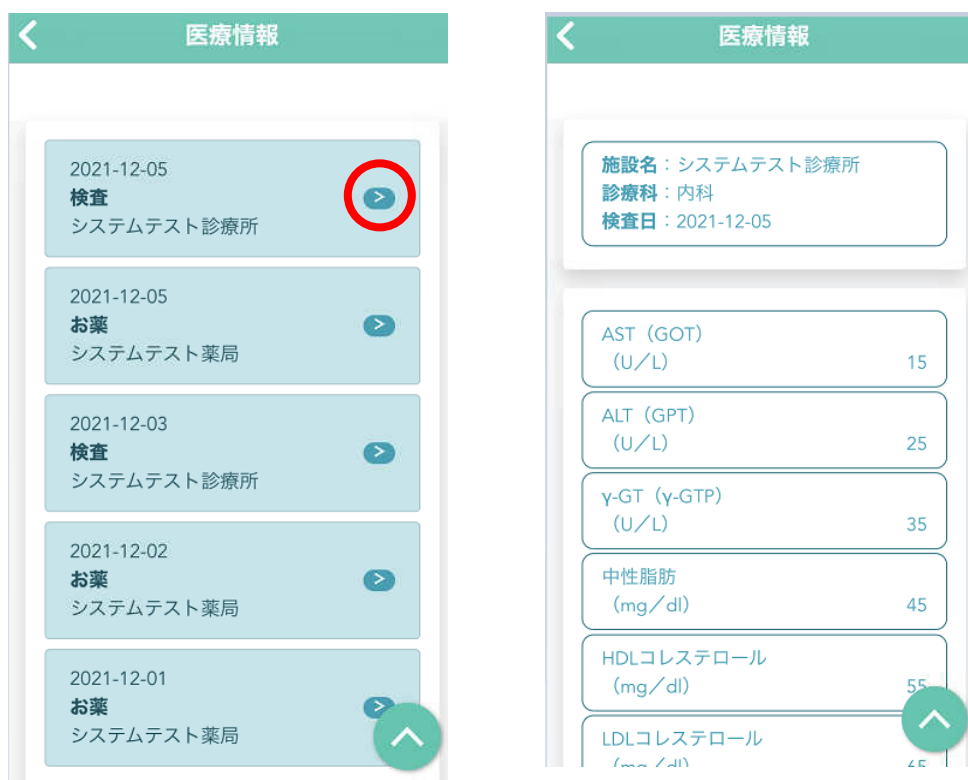 医療情報
2021-12-05
検査
システムテスト診療所
2021-12-05
お薬
システムテスト薬局
2021-12-03
検査
システムテスト診療所
2021-12-02
お薬
システムテスト薬局
2021-12-01
お薬
システムテスト薬局
医療情報
施設名：システムテスト診療所
診療科：内科
検査日：2021-12-05
AST（GOT）
（U／L） 15
ALT（GPT）
（U／L） 25
γ-GT（γ-GTP）
（U／L） 35
中性脂肪
（mg／dl） 45
HDLコレステロール
（mg／dl） 55
LDLコレステロール
（mg／dl） 65